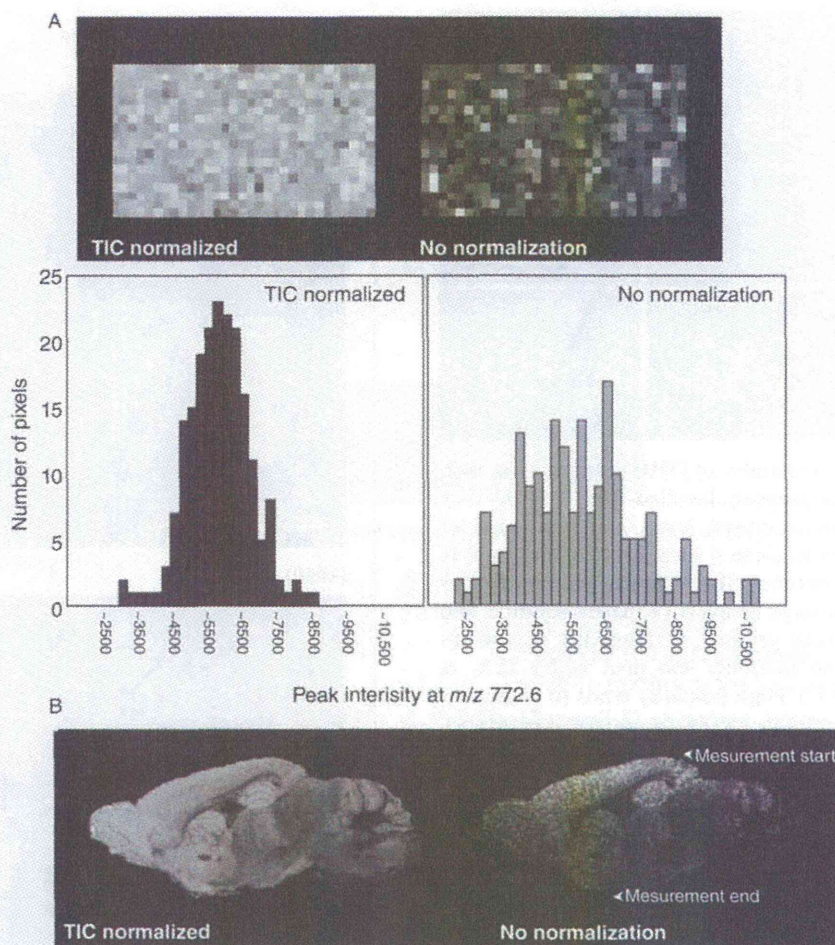 A
TIC normalized
No normalization
25
20
15
10
5
0
Number of pixels
TIC normalized
No normalization
~2500
~3500
~4500
~5500
~6500
~7500
~8500
~9500
~10,500
~2500
~3500
~4500
~5500
~6500
~7500
~8500
~9500
~10,500
Peak interisity at m/z 772.6
B
Mesurement start
Mesurement end
TIC normalized
No normalization